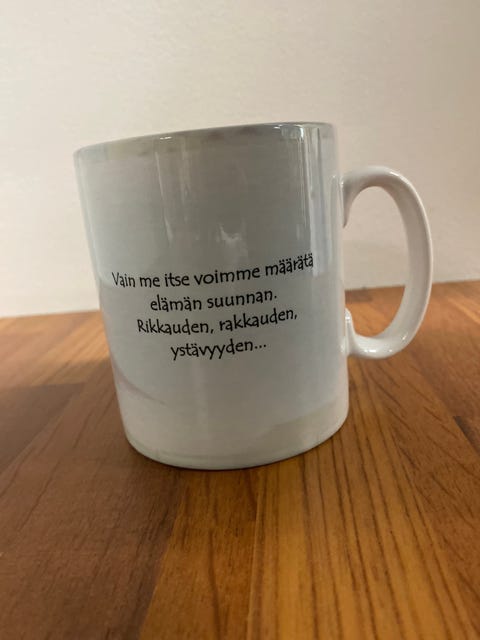 Vain me itse voimme määrätä
elämän suunnan.
Rikkauden, rakkauden,
ystävyyden...